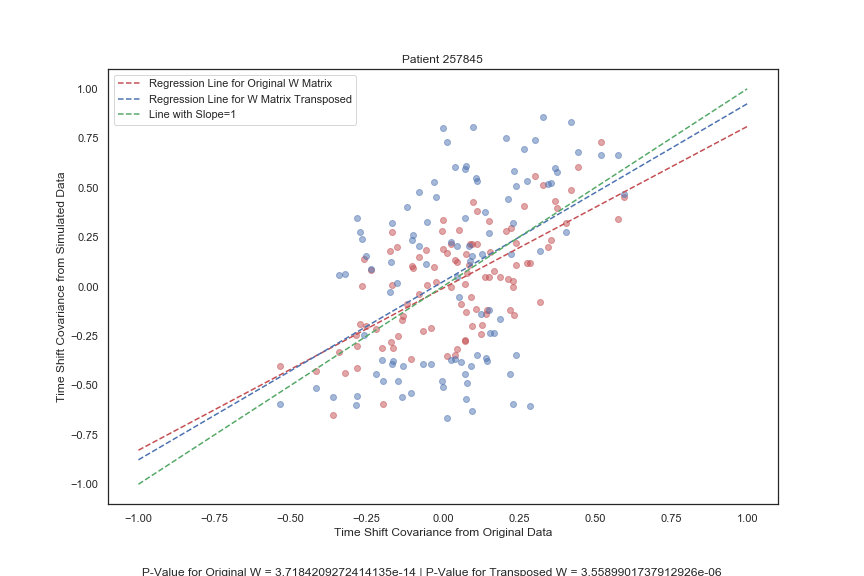 Patient 257845
Regression Line for Original W Matrix
Regression Line for W Matrix Transposed
Line with Slope=1
1.00
0.75
0.50
0.25
0.00
−0.25
−0.50
−0.75
−1.00
Time Shift Covariance from Simulated Data
−1.00 −0.75 −0.50 −0.25 0.00 0.25 0.50 0.75 1.00
Time Shift Covariance from Original Data
P-Value for Original W = 3.7184209272414135e-14 | P-Value for Transposed W = 3.5589901737912926e-06